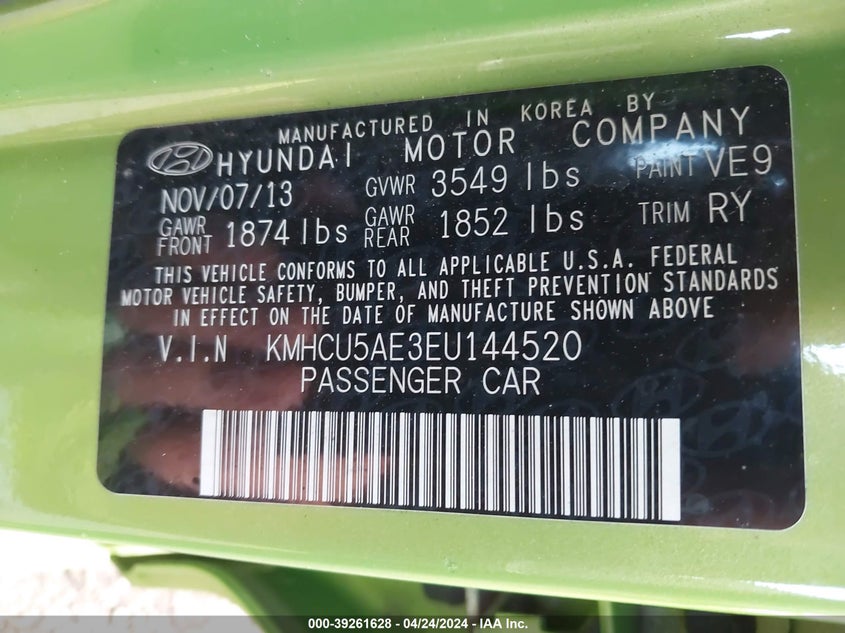 MANUFACTURED IN KOREA BY
HYUNDAI MOTOR COMPANY
NOV/07/13 GVWR 3549 lbs PAINT VE9
GAWR FRONT 1874 lbs GAWR REAR 1852 lbs TRIM RY
THIS VEHICLE CONFORMS TO ALL APPLICABLE U.S.A. FEDERAL
MOTOR VEHICLE SAFETY, BUMPER, AND THEFT PREVENTION STANDARDS
IN EFFECT ON THE DATE OF MANUFACTURE SHOWN ABOVE
V.I.N KMHCU5AE3EU144520
PASSENGER CAR
000-39261628 - 04/24/2024 - IAA Inc.